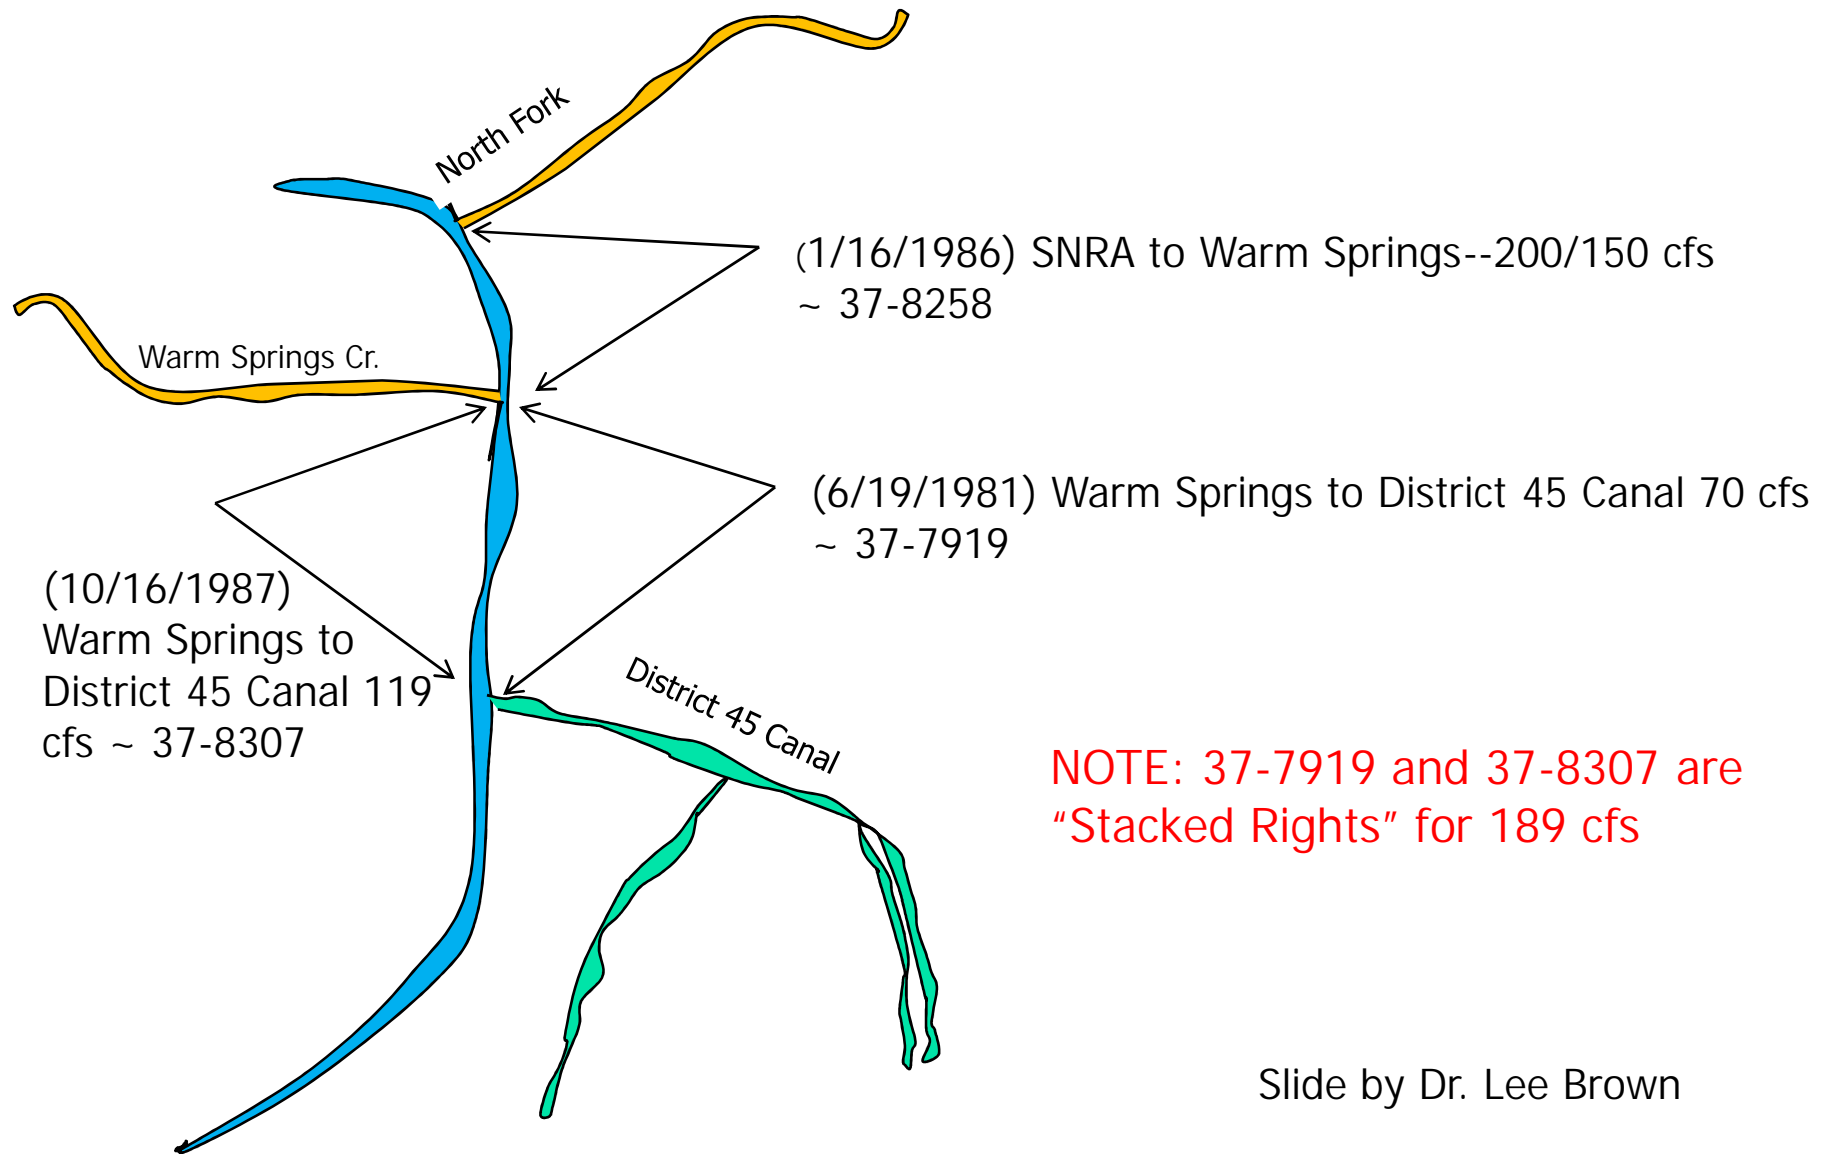 North Fork
(1/16/1986) SNRA to Warm Springs--200/150 cfs
~ 37-8258
Warm Springs Cr.
(6/19/1981) Warm Springs to District 45 Canal 70 cfs
~ 37-7919
(10/16/1987)
Warm Springs to
District 45 Canal 119
cfs ~ 37-8307
District 45 Canal
NOTE: 37-7919 and 37-8307 are
“Stacked Rights” for 189 cfs
Slide by Dr. Lee Brown